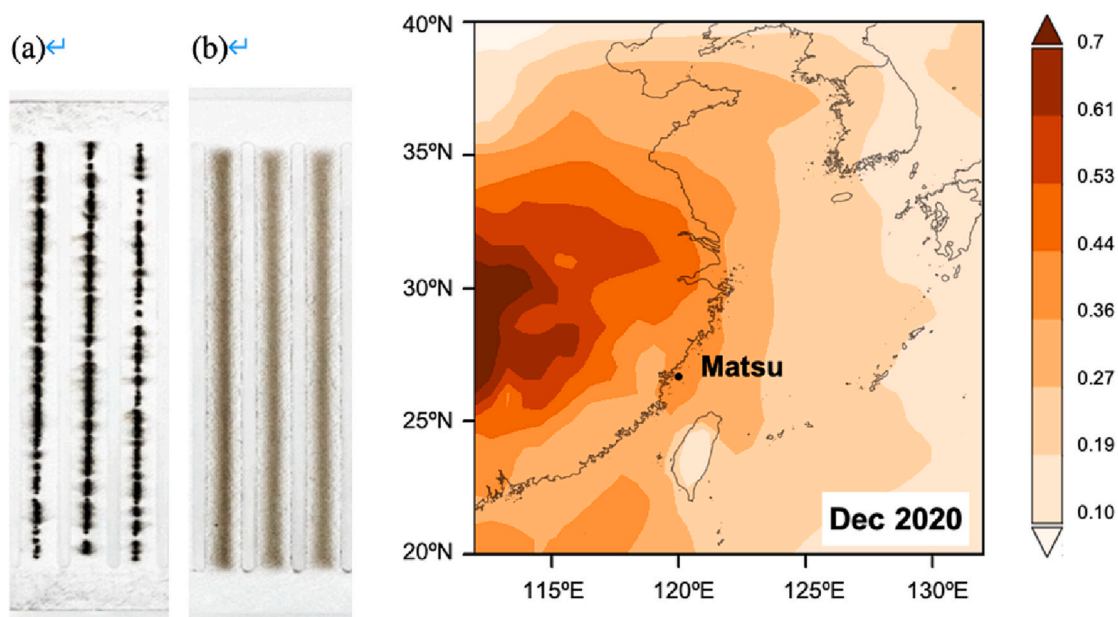 (a)↵
(b)↵
40ºN
35ºN
30ºN
25ºN
20ºN
115ºE
120ºE
125ºE
130ºE
Matsu
Dec 2020
0.7
0.61
0.53
0.44
0.36
0.27
0.19
0.10